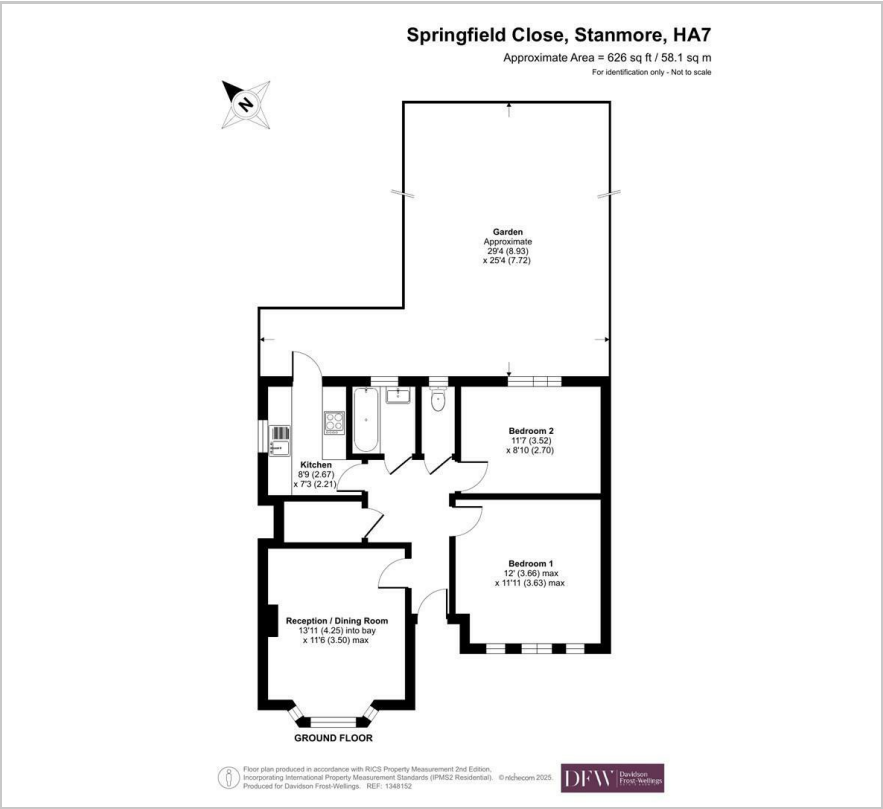 Springfield Close, Stanmore, HA7
Approximate Area = 626 sq ft / 58.1 sq m
For identification only - Not to scale
N
Garden
Approximate
29'4 (8.93)
x 25'4 (7.72)
Kitchen
8'9 (2.67)
x 7'3 (2.21)
Bedroom 2
11'7 (3.52)
x 8'10 (2.70)
Bedroom 1
12' (3.66) max
x 11'11 (3.63) max
Reception / Dining Room
13'11 (4.25) into bay
x 11'6 (3.50) max
GROUND FLOOR
Floor plan produced in accordance with RICS Property Measurement 2nd Edition,
Incorporating International Property Measurement Standards (IPMS2 Residential). ©nichecom 2025.
Produced for Davidson Frost-Wellings. REF: 1348152
DFW
Davidson
Frost-Wellings